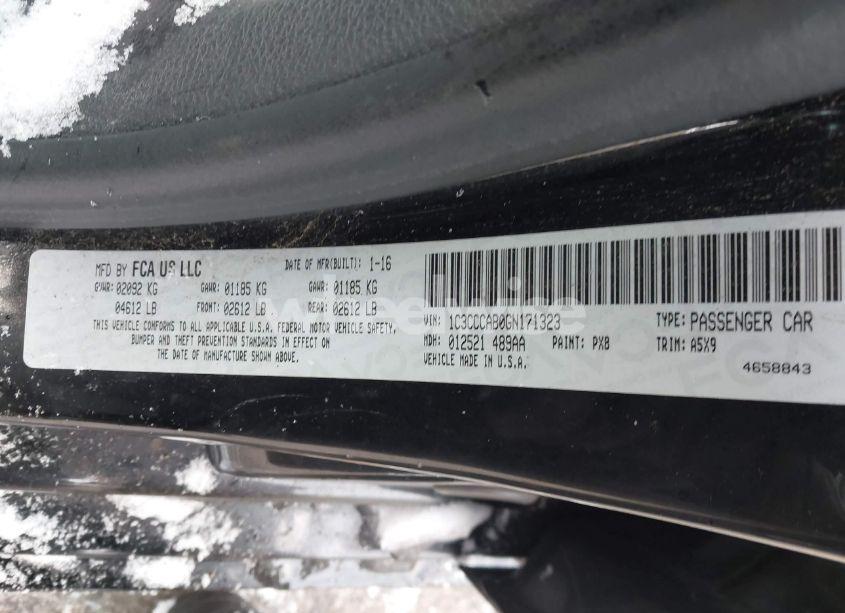 MFD BY FCA US LLC DATE OF MFR(BUILT): 1-16
GVWR: 02092 KG GAWR: 01185 KG GAWR: 01185 KG
04612 LB FRONT: 02612 LB REAR: 02612 LB
THIS VEHICLE CONFORMS TO ALL APPLICABLE U.S.A. FEDERAL MOTOR VEHICLE SAFETY,
BUMPER AND THEFT PREVENTION STANDARDS IN EFFECT ON
THE DATE OF MANUFACTURE SHOWN ABOVE.
VIN: 1C3CCCAB0GN171323 TYPE: PASSENGER CAR
MDH: 012521 489AA PAINT: PX8 TRIM: A5X9
VEHICLE MADE IN U.S.A. 4658843